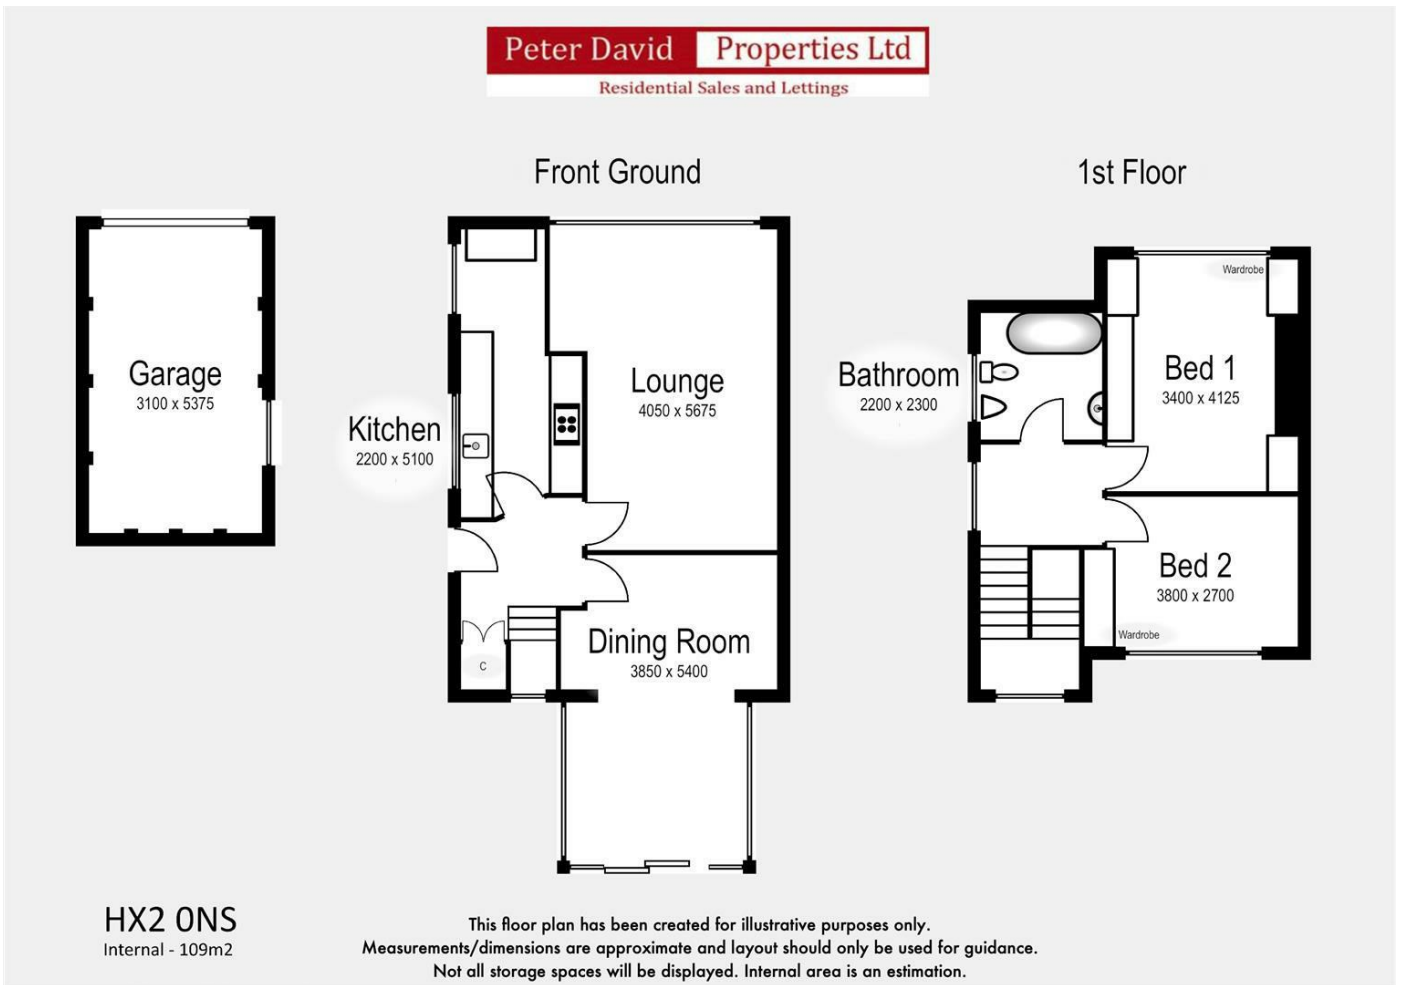 Peter David Properties Ltd
Residential Sales and Lettings
Front Ground
1st Floor
Garage
3100 x 5375
Kitchen
2200 x 5100
Lounge
4050 x 5675
Dining Room
3850 x 5400
C
Bathroom
2200 x 2300
Wardrobe
Bed 1
3400 x 4125
Bed 2
3800 x 2700
Wardrobe
HX2 0NS
Internal - 109m2
This floor plan has been created for illustrative purposes only.
Measurements/dimensions are approximate and layout should only be used for guidance.
Not all storage spaces will be displayed. Internal area is an estimation.